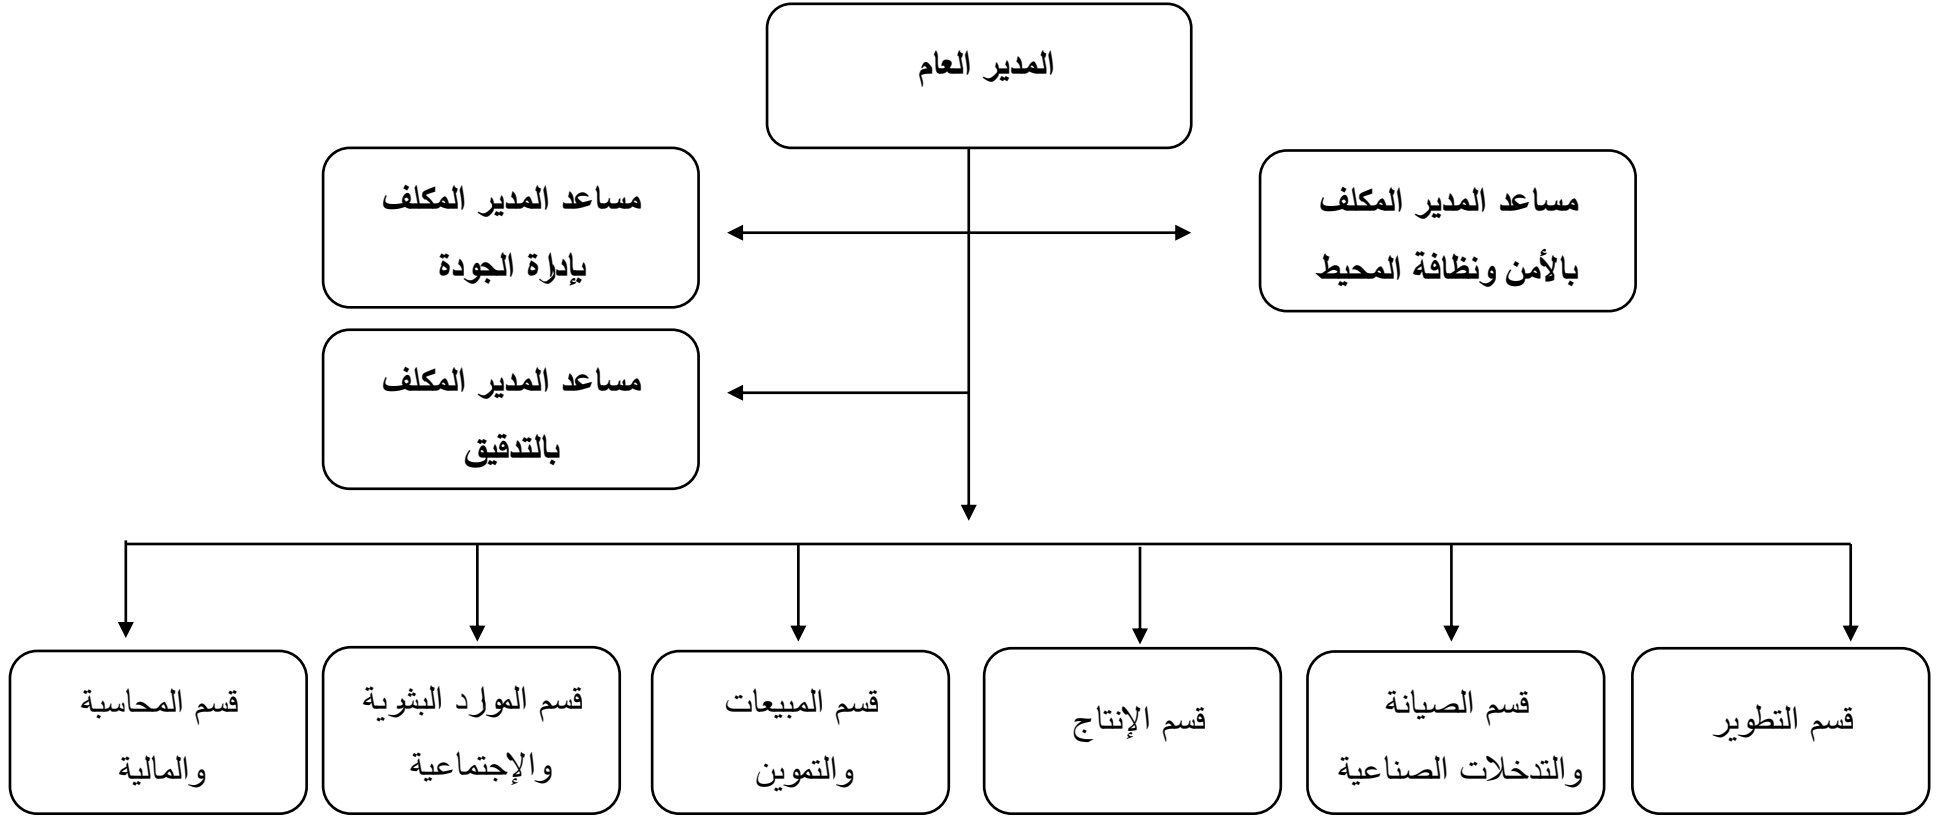 المدير العام
مساعد المدير المكلف
بالأمن ونظافة المحيط
مساعد المدير المكلف
بإدارة الجودة
مساعد المدير المكلف
بالتدقيق
قسم التطوير
قسم الصيانة
والتدخلات الصناعية
قسم الإنتاج
قسم المبيعات
والتموين
قسم الموارد البشرية
والإجتماعية
قسم المحاسبة
والمالية